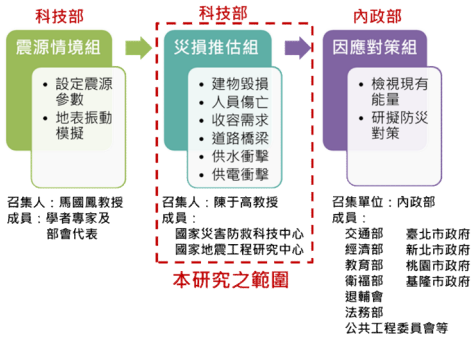 科技部
震源情境組
• 設定震源
參數
• 地表振動
模擬
召集人：馬國鳳教授
成員：學者專家及
部會代表
科技部
災損推估組
• 建物毀損
• 人員傷亡
• 收容需求
• 道路橋梁
• 供水衝擊
• 供電衝擊
召集人：陳于高教授
成員：
國家災害防救科技中心
國家地震工程研究中心
本研究之範圍
內政部
因應對策組
• 檢視現有
能量
• 研擬防災
對策
召集單位：內政部
成員：
交通部 臺北市政府
經濟部 新北市政府
教育部 桃園市政府
衛福部 基隆市政府
退輔會
法務部
公共工程委員會等